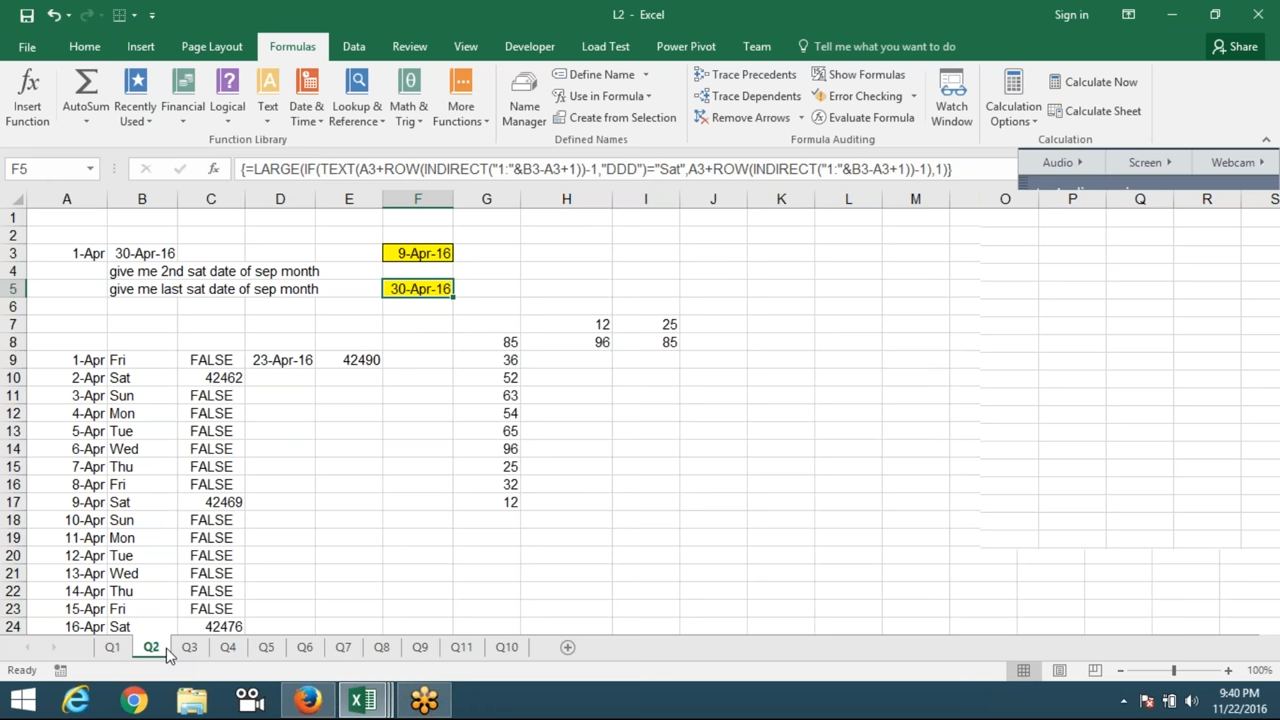 L2 - Excel
Sign in
File Home Insert Page Layout Formulas Data Review View Developer Load Test Power Pivot Team Tell me what you want to do Share
Insert Function
AutoSum
Recently Used
Financial
Logical
Text
Date & Time
Lookup & Reference
Math & Trig
More Functions
Function Library
Name Manager
Define Name
Use in Formula
Create from Selection
Defined Names
Trace Precedents
Trace Dependents
Remove Arrows
Show Formulas
Error Checking
Evaluate Formula
Formula Auditing
Watch Window
Calculation Options
Calculate Now
Calculate Sheet
Calculation
F5 fx {=LARGE(IF(TEXT(A3+ROW(INDIRECT("1:"&B3-A3+1))-1,"DDD")="Sat",A3+ROW(INDIRECT("1:"&B3-A3+1))-1),1)}
Audio Screen Webcam
A B C D E F G H I J K L M O P Q R S
1
2
3 1-Apr 30-Apr-16 9-Apr-16
4 give me 2nd sat date of sep month
5 give me last sat date of sep month 30-Apr-16
6
7 12 25
8 85 96 85
9 1-Apr Fri FALSE 23-Apr-16 42490 36
10 2-Apr Sat 42462 52
11 3-Apr Sun FALSE 63
12 4-Apr Mon FALSE 54
13 5-Apr Tue FALSE 65
14 6-Apr Wed FALSE 96
15 7-Apr Thu FALSE 25
16 8-Apr Fri FALSE 32
17 9-Apr Sat 42469 12
18 10-Apr Sun FALSE
19 11-Apr Mon FALSE
20 12-Apr Tue FALSE
21 13-Apr Wed FALSE
22 14-Apr Thu FALSE
23 15-Apr Fri FALSE
24 16-Apr Sat 42476
Q1 Q2 Q3 Q4 Q5 Q6 Q7 Q8 Q9 Q11 Q10
Ready
100%
9:40 PM
11/22/2016